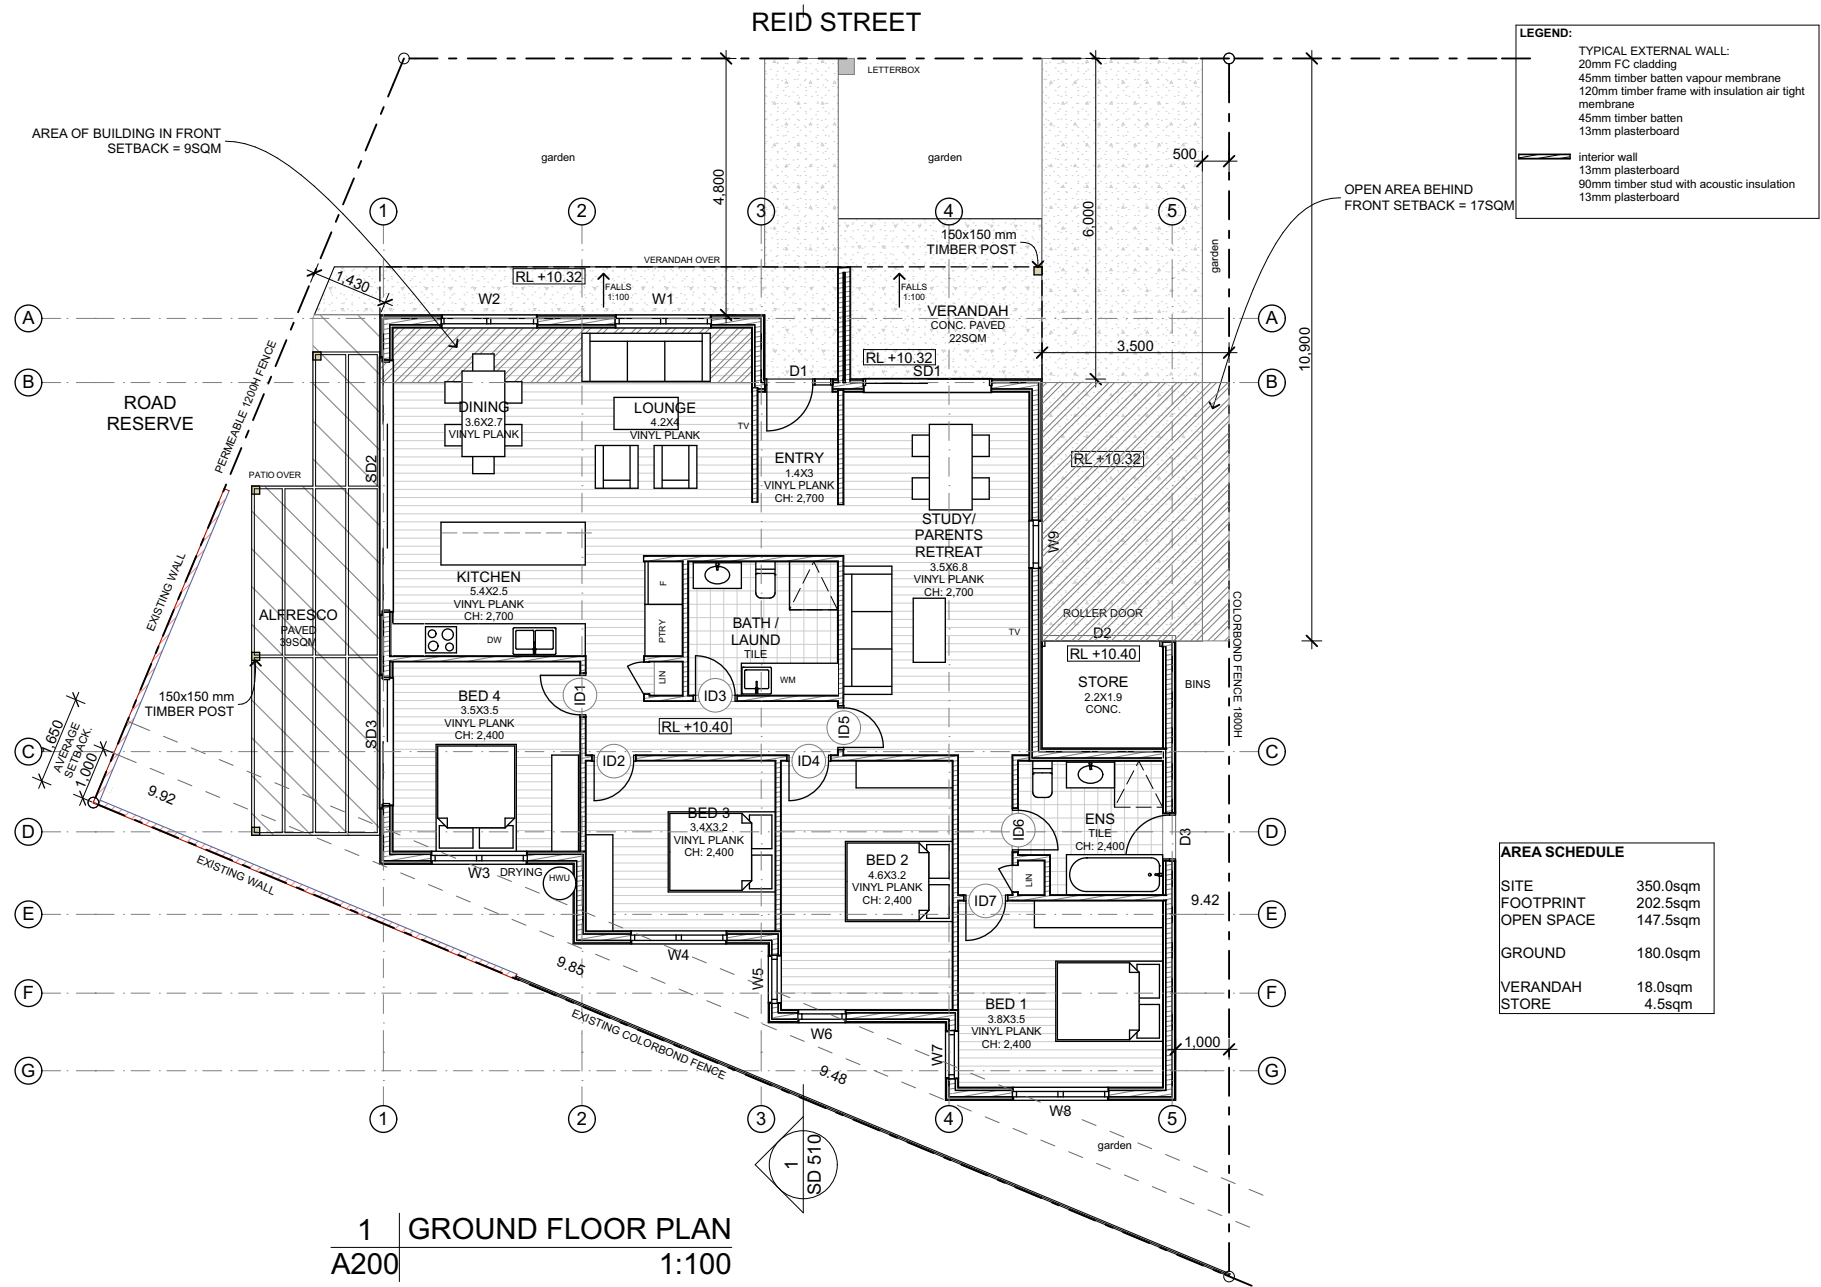 REID STREET
LEGEND:
TYPICAL EXTERNAL WALL:
20mm FC cladding
45mm timber batten vapour membrane
120mm timber frame with insulation air tight
membrane
45mm timber batten
13mm plasterboard
interior wall
13mm plasterboard
90mm timber stud with acoustic insulation
13mm plasterboard
LETTERBOX
AREA OF BUILDING IN FRONT
SETBACK = 9SQM
garden
garden
500
4,800
6,000
10,900
garden
OPEN AREA BEHIND
FRONT SETBACK = 17SQM
1
2
3
4
5
150x150 mm
TIMBER POST
VERANDAH OVER
1,430
RL +10.32
FALLS
1:100
FALLS
1:100
W2
W1
VERANDAH
CONC. PAVED
22SQM
A
A
3,500
RL +10.32
D1
SD1
B
B
ROAD
RESERVE
PERMEABLE 1200H FENCE
DINING
3.6X2.7
VINYL PLANK
LOUNGE
4.2X4
VINYL PLANK
TV
ENTRY
1.4X3
VINYL PLANK
CH: 2,700
RL +10.32
PATIO OVER
SD2
STUDY/
PARENTS
RETREAT
3.5X6.8
VINYL PLANK
CH: 2,700
W9
EXISTING WALL
KITCHEN
5.4X2.5
VINYL PLANK
CH: 2,700
F
PTRY
LIN
BATH /
LAUND
TILE
WM
DW
ALFRESCO
PAVED
39SQM
TV
ROLLER DOOR
D2
RL +10.40
STORE
2.2X1.9
CONC.
BINS
COLORBOND FENCE 1800H
150x150 mm
TIMBER POST
BED 4
3.5X3.5
VINYL PLANK
CH: 2,400
ID1
ID3
RL +10.40
ID5
SD3
1,650
AVERAGE
SETBACK.
1,000
C
C
9.92
ID2
ID4
BED 3
3.4X3.2
VINYL PLANK
CH: 2,400
ID6
ENS
TILE
CH: 2,400
D3
D
D
BED 2
4.6X3.2
VINYL PLANK
CH: 2,400
LIN
EXISTING WALL
W3
DRYING
HWU
ID7
9.42
E
E
AREA SCHEDULE
SITE 350.0sqm
FOOTPRINT 202.5sqm
OPEN SPACE 147.5sqm
GROUND 180.0sqm
VERANDAH 18.0sqm
STORE 4.5sqm
W4
9.85
W5
F
F
BED 1
3.8X3.5
VINYL PLANK
CH: 2,400
EXISTING COLORBOND FENCE
W6
W7
1,000
G
G
9.48
W8
1
2
3
4
5
garden
1
SD 510
1 GROUND FLOOR PLAN
A200 1:100